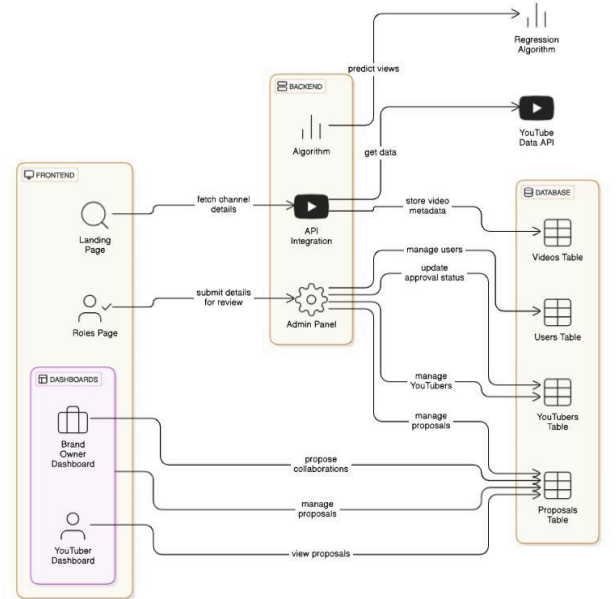 Regression
Algorithm
predict views
BACKEND
Algorithm
YouTube
Data API
get data
FRONTEND
DATABASE
fetch channel
details
Landing
Page
API
Integration
store video
metadata
Videos Table
manage users
update
approval status
submit details
for review
Roles Page
Admin Panel
Users Table
DASHBOARDS
manage
YouTubers
YouTubers
Table
manage
proposals
Brand
Owner
Dashboard
propose
collaborations
manage
proposals
Proposals
Table
YouTuber
Dashboard
view proposals